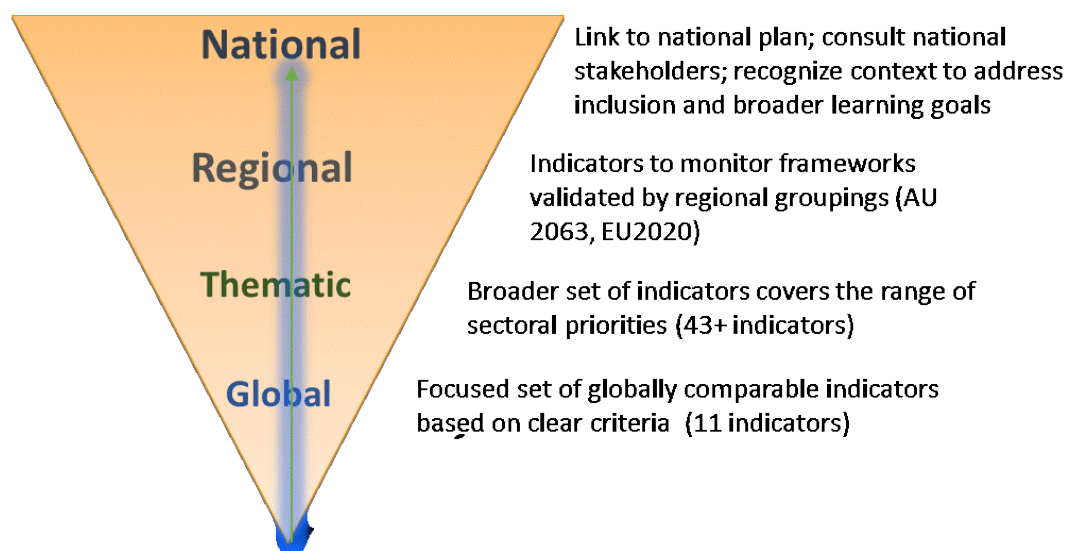 National
Link to national plan; consult national
stakeholders; recognize context to address
inclusion and broader learning goals
Regional
Indicators to monitor frameworks
validated by regional groupings (AU
2063, EU2020)
Thematic
Broader set of indicators covers the range of
sectoral priorities (43+ indicators)
Global
Focused set of globally comparable indicators
based on clear criteria  (11 indicators)